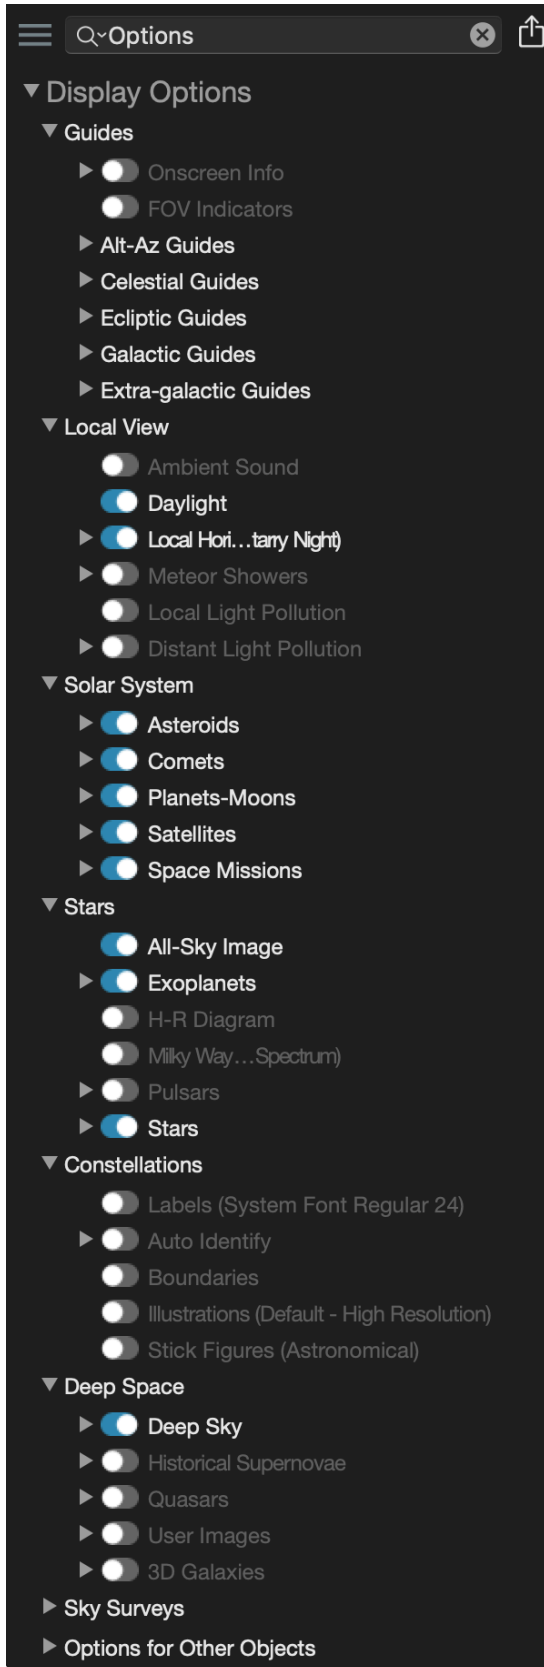 Options
Display Options
Guides
Onscreen Info
FOV Indicators
Alt-Az Guides
Celestial Guides
Ecliptic Guides
Galactic Guides
Extra-galactic Guides
Local View
Ambient Sound
Daylight
Local Hori...tarry Night)
Meteor Showers
Local Light Pollution
Distant Light Pollution
Solar System
Asteroids
Comets
Planets-Moons
Satellites
Space Missions
Stars
All-Sky Image
Exoplanets
H-R Diagram
Milky Way...Spectrum)
Pulsars
Stars
Constellations
Labels (System Font Regular 24)
Auto Identify
Boundaries
Illustrations (Default - High Resolution)
Stick Figures (Astronomical)
Deep Space
Deep Sky
Historical Supernovae
Quasars
User Images
3D Galaxies
Sky Surveys
Options for Other Objects